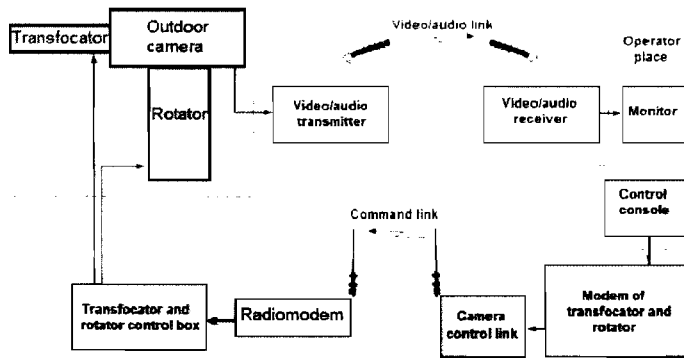 Outdoor
camera
Transfocator
Rotator
Video/audio link
Video/audio
transmitter
Video/audio
receiver
Operator
place
Monitor
Control
console
Command link
Modem of
transfocator and
rotator
Camera
control link
Radiomodem
Transfocator and
rotator control box